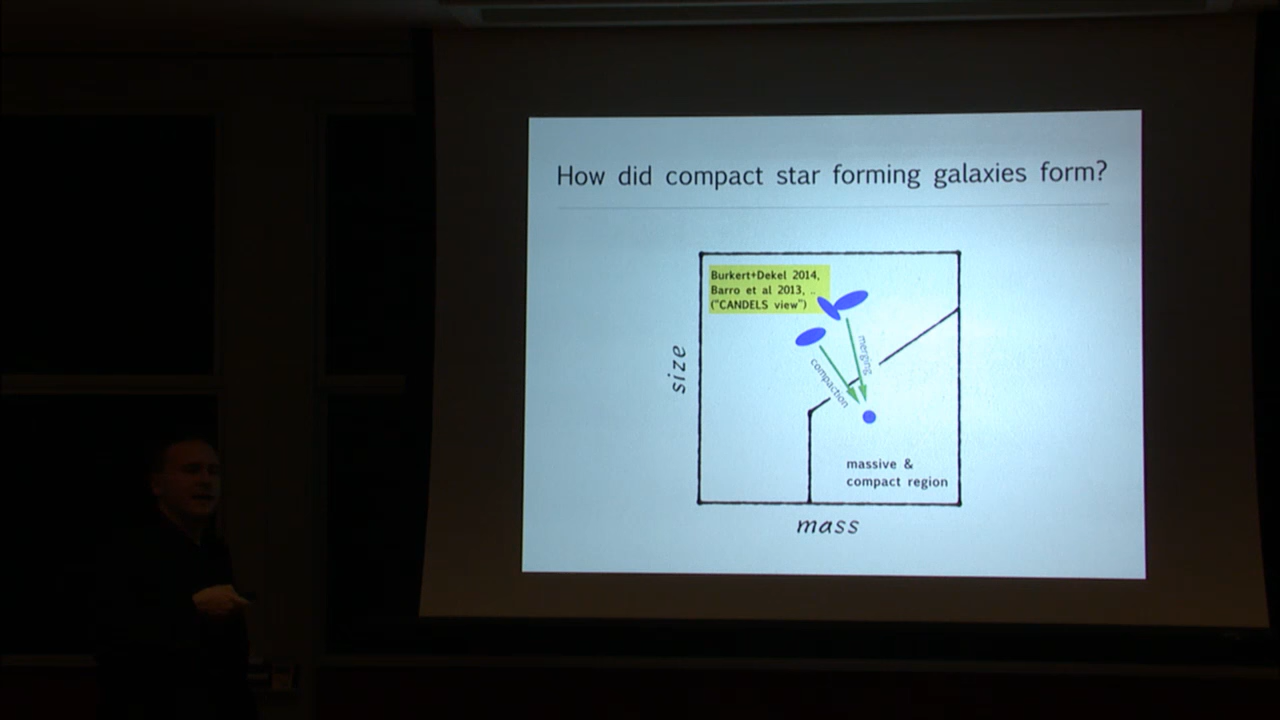 How did compact star forming galaxies form?
Burkert+Dekel 2014,
Barro et al 2013, ..
("CANDELS view")
merging
compaction
size
massive &
compact region
mass